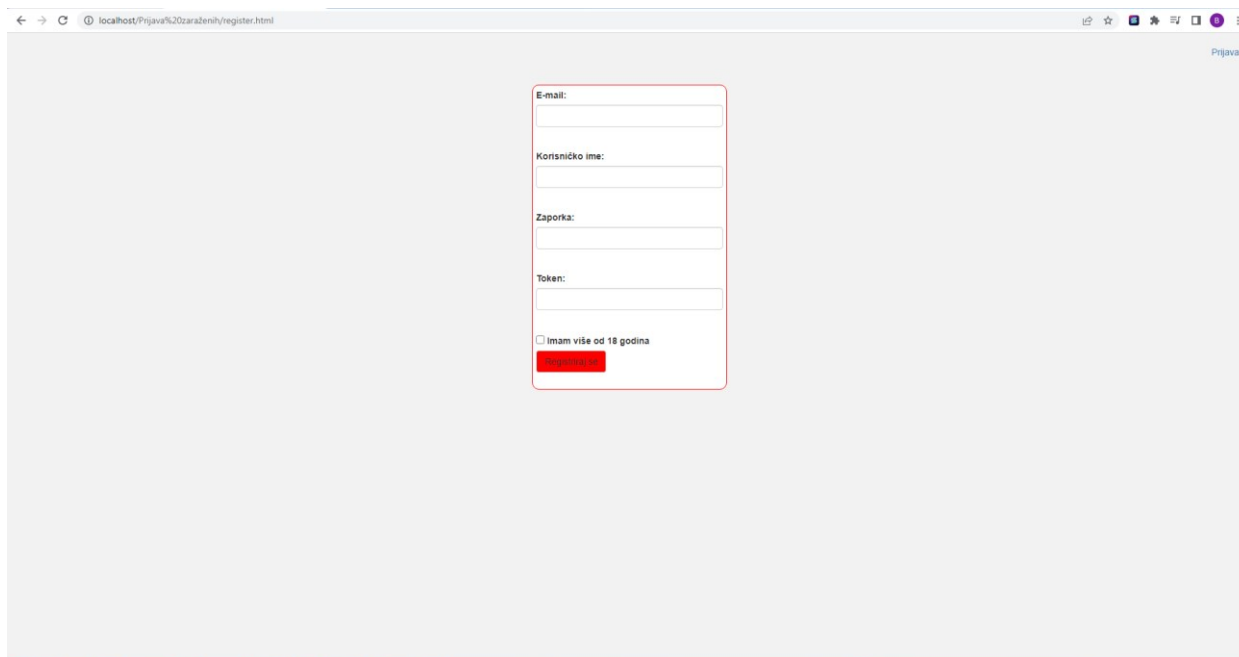 localhost/Prijava%20zaraženih/register.html
B
Prijava
E-mail:
Korisničko ime:
Zaporka:
Token:
Imam više od 18 godina
Registriraj se